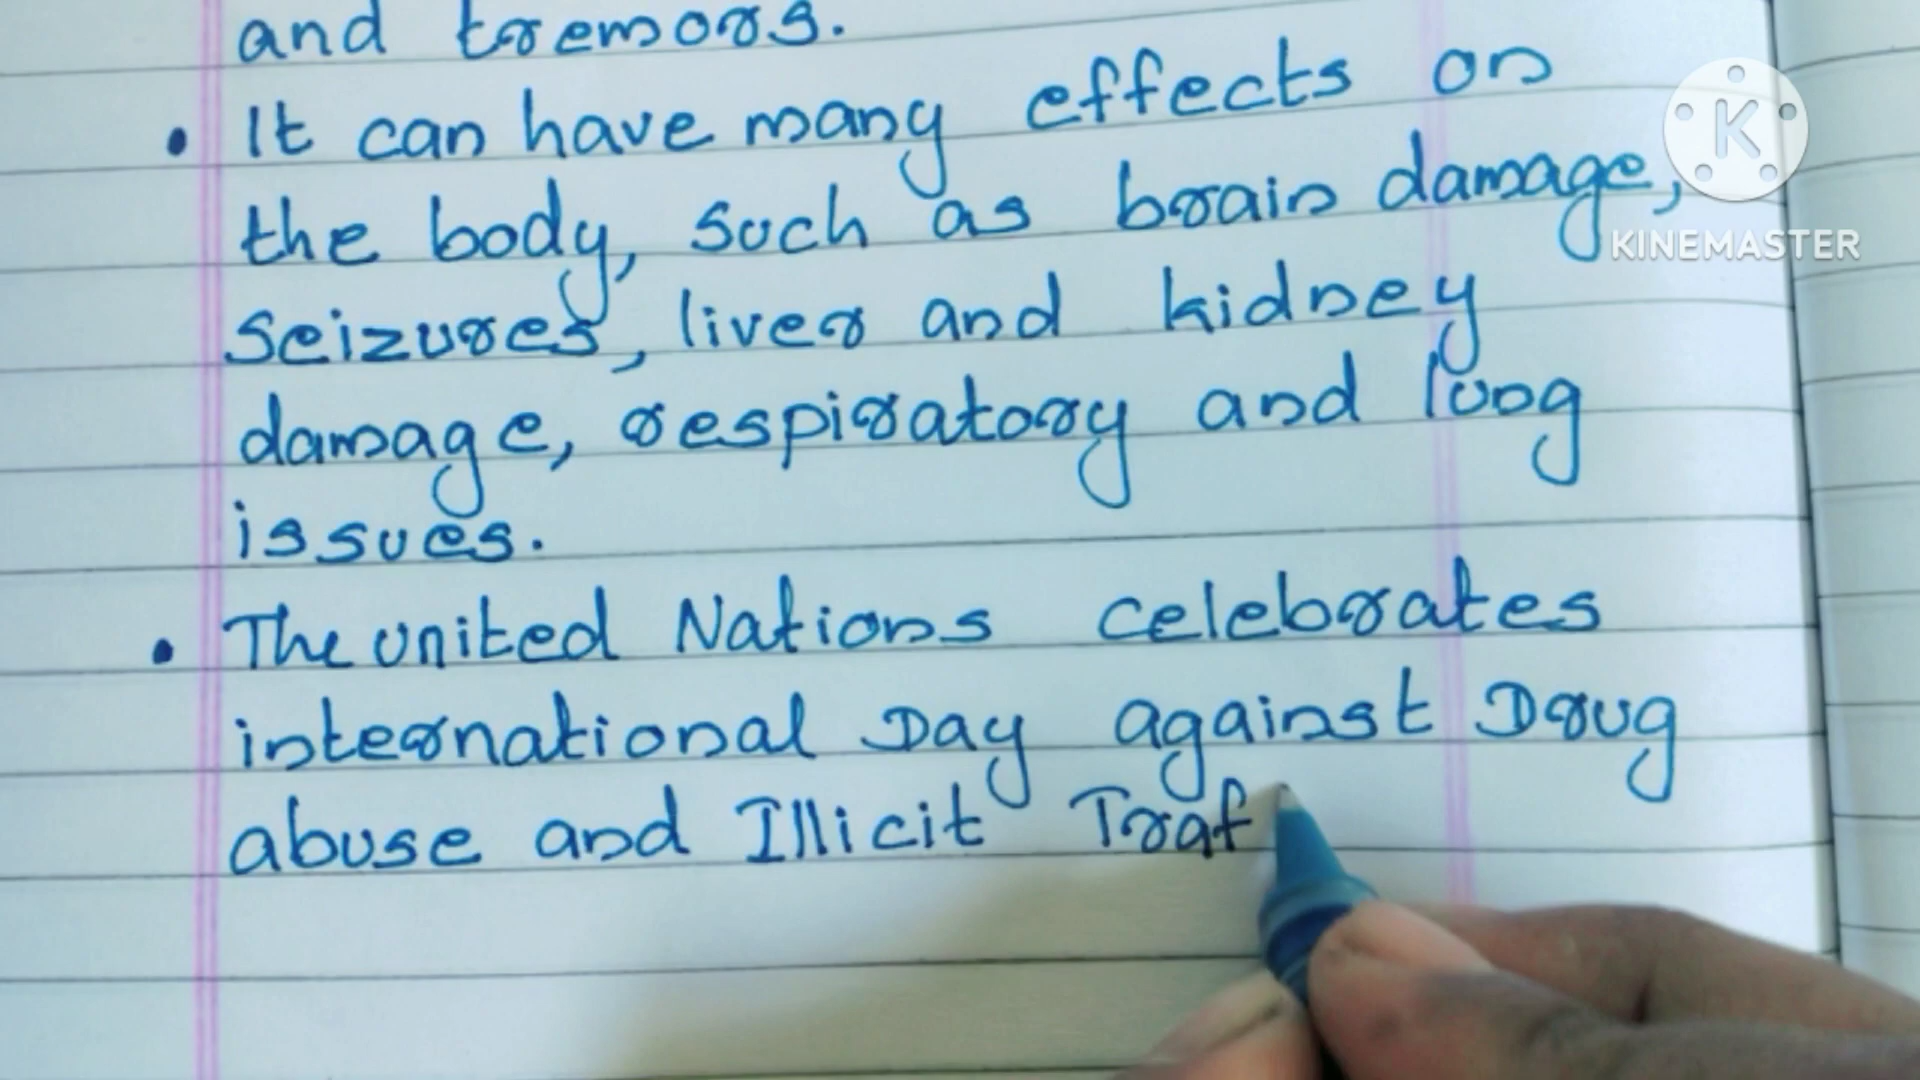 and tremors.
• It can have many effects on
the body, such as brain damage,
seizures, liver and kidney
damage, respiratory and lung
issues.
• The united Nations celebrates
international Day against Drug
abuse and Illicit Traf
K
KINEMASTER